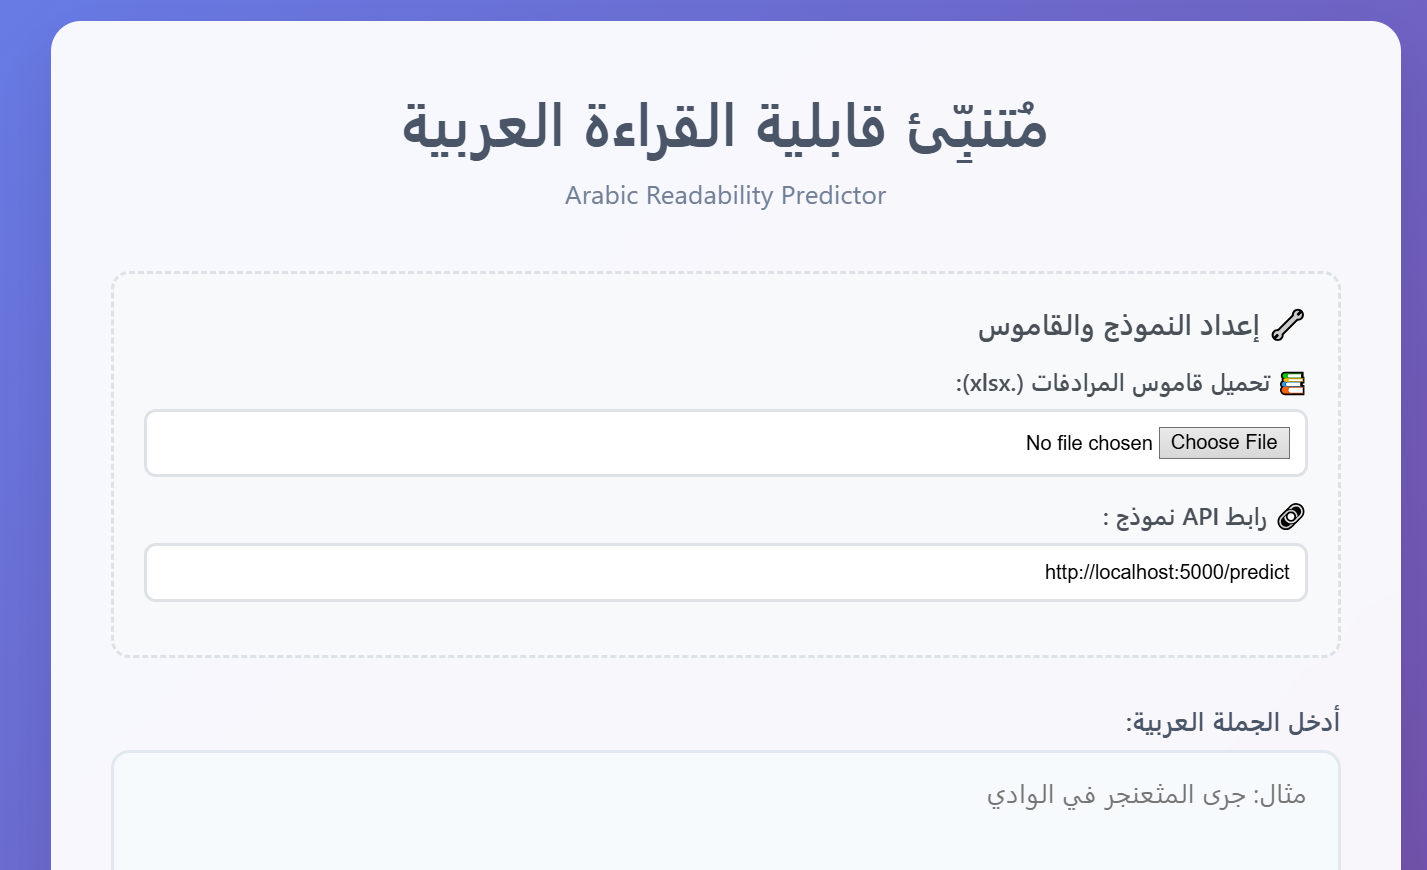 مُتنبِّئ قابلية القراءة العربية
Arabic Readability Predictor
🔧 إعداد النموذج والقاموس
📚 تحميل قاموس المرادفات (.xlsx):
Choose File No file chosen
🔗 رابط API نموذج :
http://localhost:5000/predict
أدخل الجملة العربية:
مثال: جرى المثعنجر في الوادي